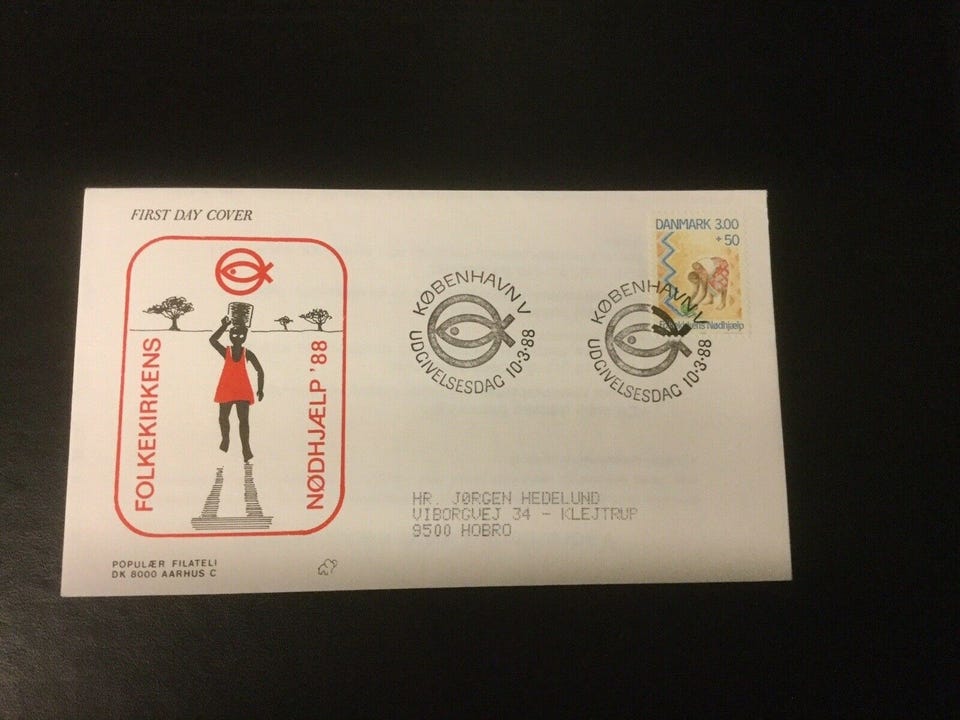 FIRST DAY COVER
FOLKEKIRKENS
NØDHJÆLP '88
POPULÆR FILATELI
DK 8000 AARHUS C
KØBENHAVN V
UDGIVELSESDAG 10·3·88
KØBENHAVN V
UDGIVELSESDAG 10·3·88
DANMARK 3.00
+50
Nødhjælp
HR. JØRGEN HEDELUND
VIBORGVEJ 34 - KLEJTRUP
9500 HOBRO